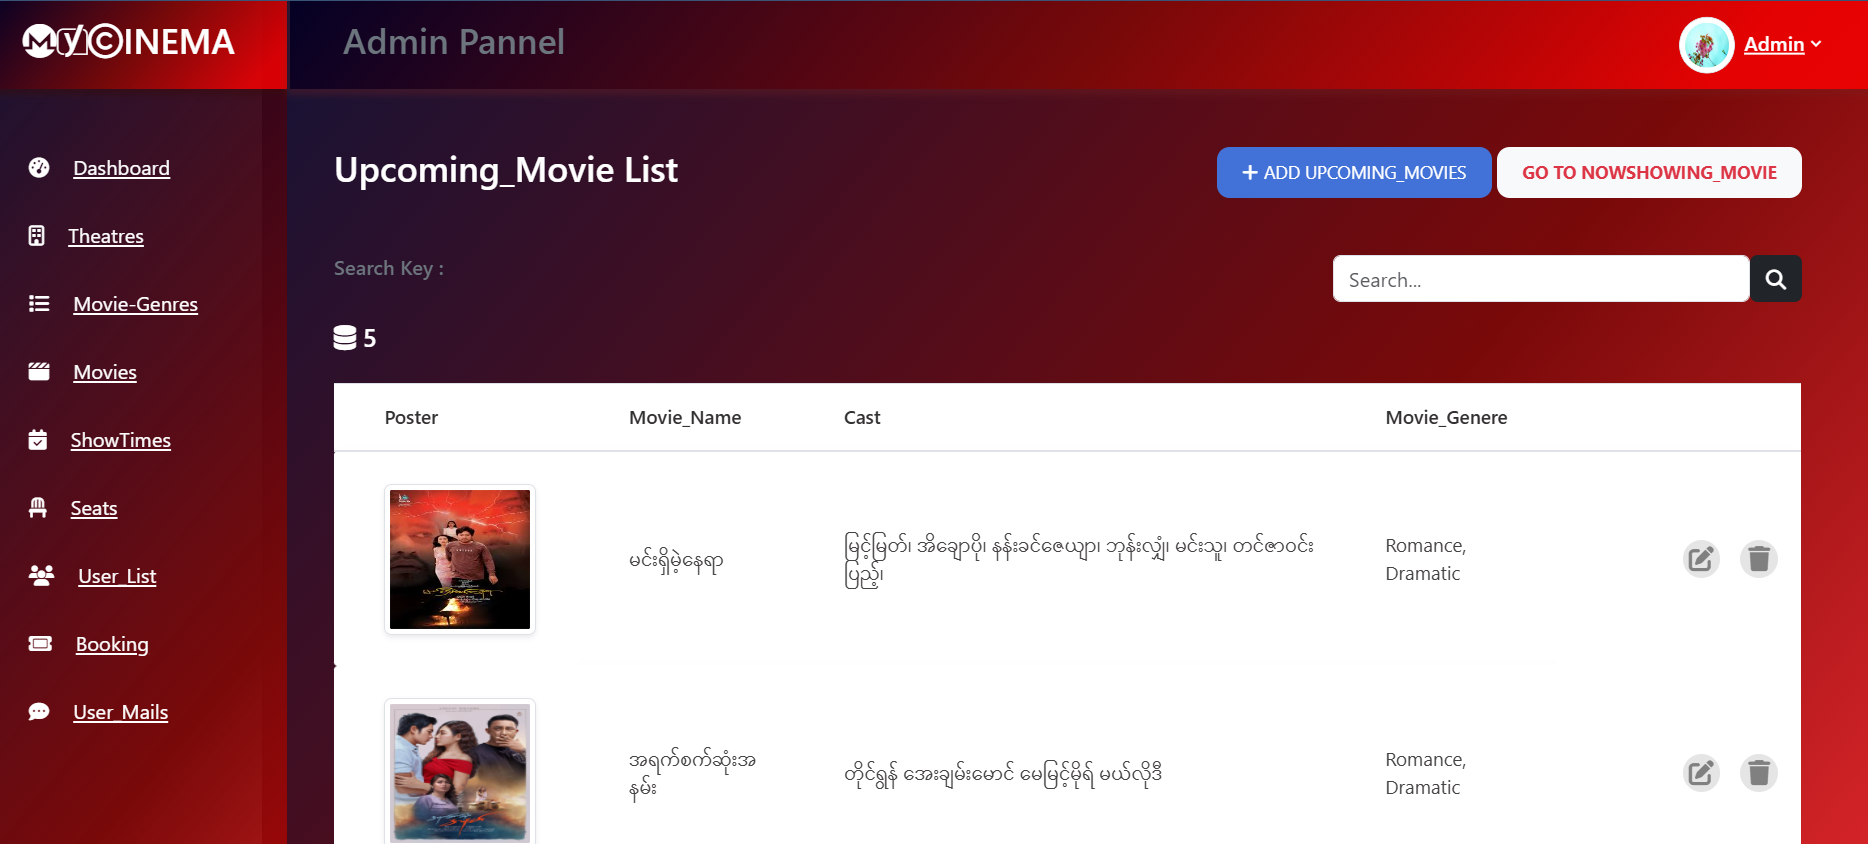 MyCINEMA
Admin Pannel
Admin
Dashboard
Theatres
Movie-Genres
Movies
ShowTimes
Seats
User_List
Booking
User_Mails
Upcoming_Movie List
ADD UPCOMING_MOVIES
GO TO NOWSHOWING_MOVIE
Search Key :
Search...
5
Poster Movie_Name Cast Movie_Genere
မင်းရှိမဲ့နေရာ
မြင့်မြတ်၊ အိချောပို၊ နန်းခင်ဇေယျာ၊ ဘုန်းလျှံ၊ မင်းသူ၊ တင်ဇာဝင်း
ပြည့်၊
Romance,
Dramatic
အရက်စက်ဆုံးအ
နမ်း
တိုင်ရွန် အေးချမ်းမောင် မေမြင့်မိုရ် မယ်လိုဒီ
Romance,
Dramatic